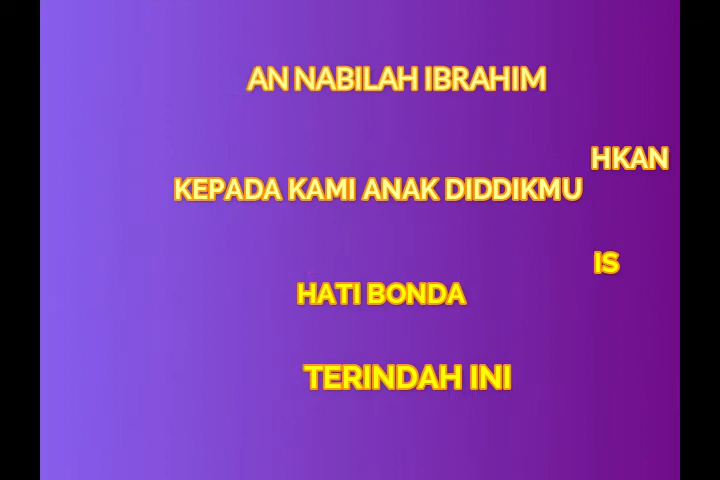 AN NABILAH IBRAHIM
HKAN
KEPADA KAMI ANAK DIDDIKMU
IS
HATI BONDA
TERINDAH INI